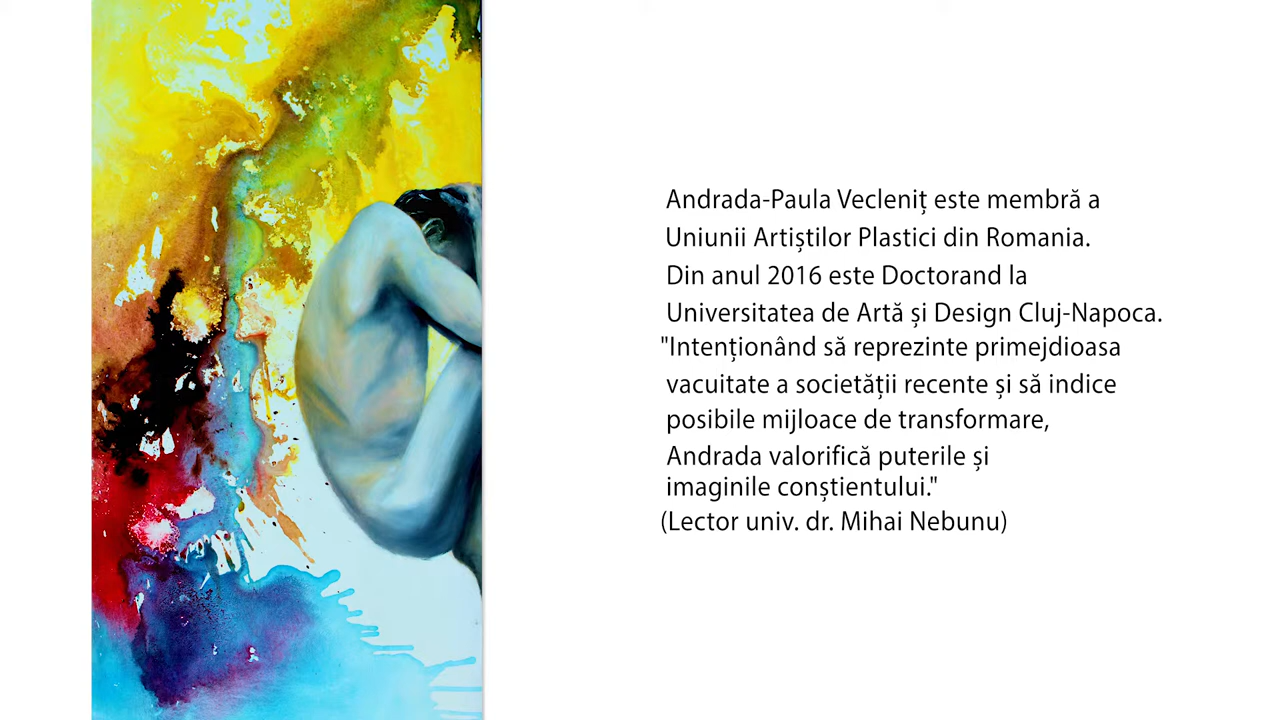 Andrada-Paula Vecleniț este membră a
Uniunii Artiștilor Plastici din Romania.
Din anul 2016 este Doctorand la
Universitatea de Artă și Design Cluj-Napoca.
"Intenționând să reprezinte primejdioasa
vacuitate a societății recente și să indice
posibile mijloace de transformare,
Andrada valorifică puterile și
imaginile conștientului."
(Lector univ. dr. Mihai Nebunu)